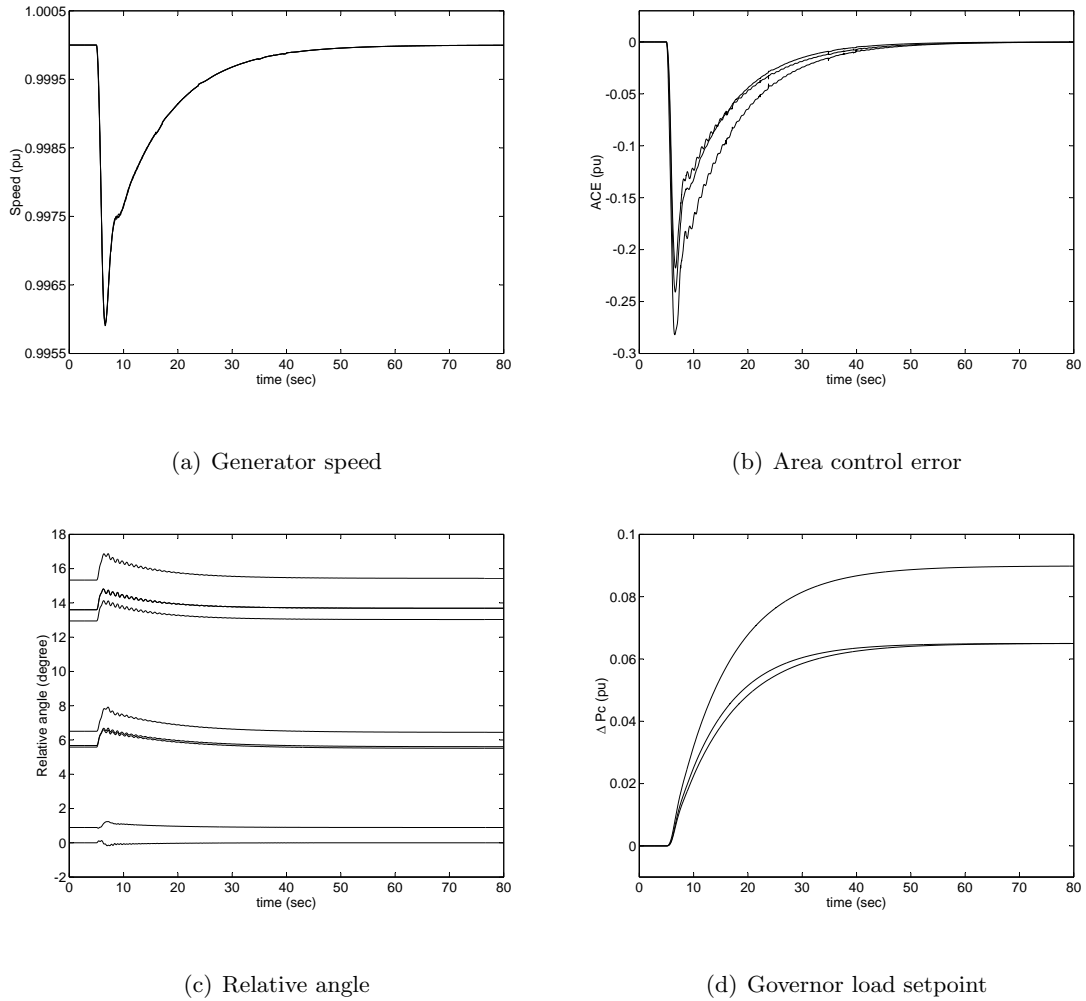 1.0005
0.9995
0.9985
0.9975
0.9965
0.9955
Speed (pu)
0 10 20 30 40 50 60 70 80
time (sec)
(a) Generator speed
0
-0.05
-0.1
-0.15
-0.2
-0.25
-0.3
ACE (pu)
0 10 20 30 40 50 60 70 80
time (sec)
(b) Area control error
18
16
14
12
10
8
6
4
2
0
-2
Relative angle (degree)
0 10 20 30 40 50 60 70 80
time (sec)
(c) Relative angle
0.1
0.08
0.06
0.04
0.02
0
Δ Pc (pu)
0 10 20 30 40 50 60 70 80
time (sec)
(d) Governor load setpoint